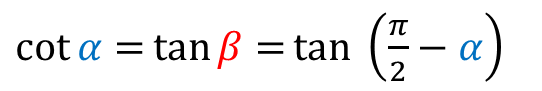 cot α = tan β = tan (π/2 − α)